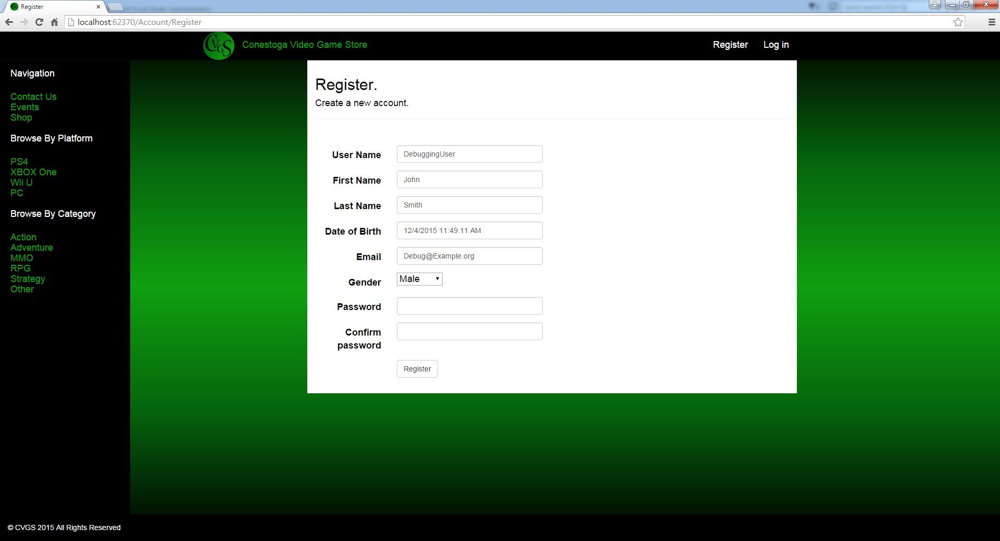 Register
localhost:62370/Account/Register
CVGS
Conestoga Video Game Store
Register
Log in
Navigation
Contact Us
Events
Shop
Browse By Platform
PS4
XBOX One
Wii U
PC
Browse By Category
Action
Adventure
MMO
RPG
Strategy
Other
Register.
Create a new account.
User Name
DebuggingUser
First Name
John
Last Name
Smith
Date of Birth
12/4/2015 11:49:11 AM
Email
Debug@Example.org
Gender
Male
Password
Confirm
password
Register
© CVGS 2015 All Rights Reserved